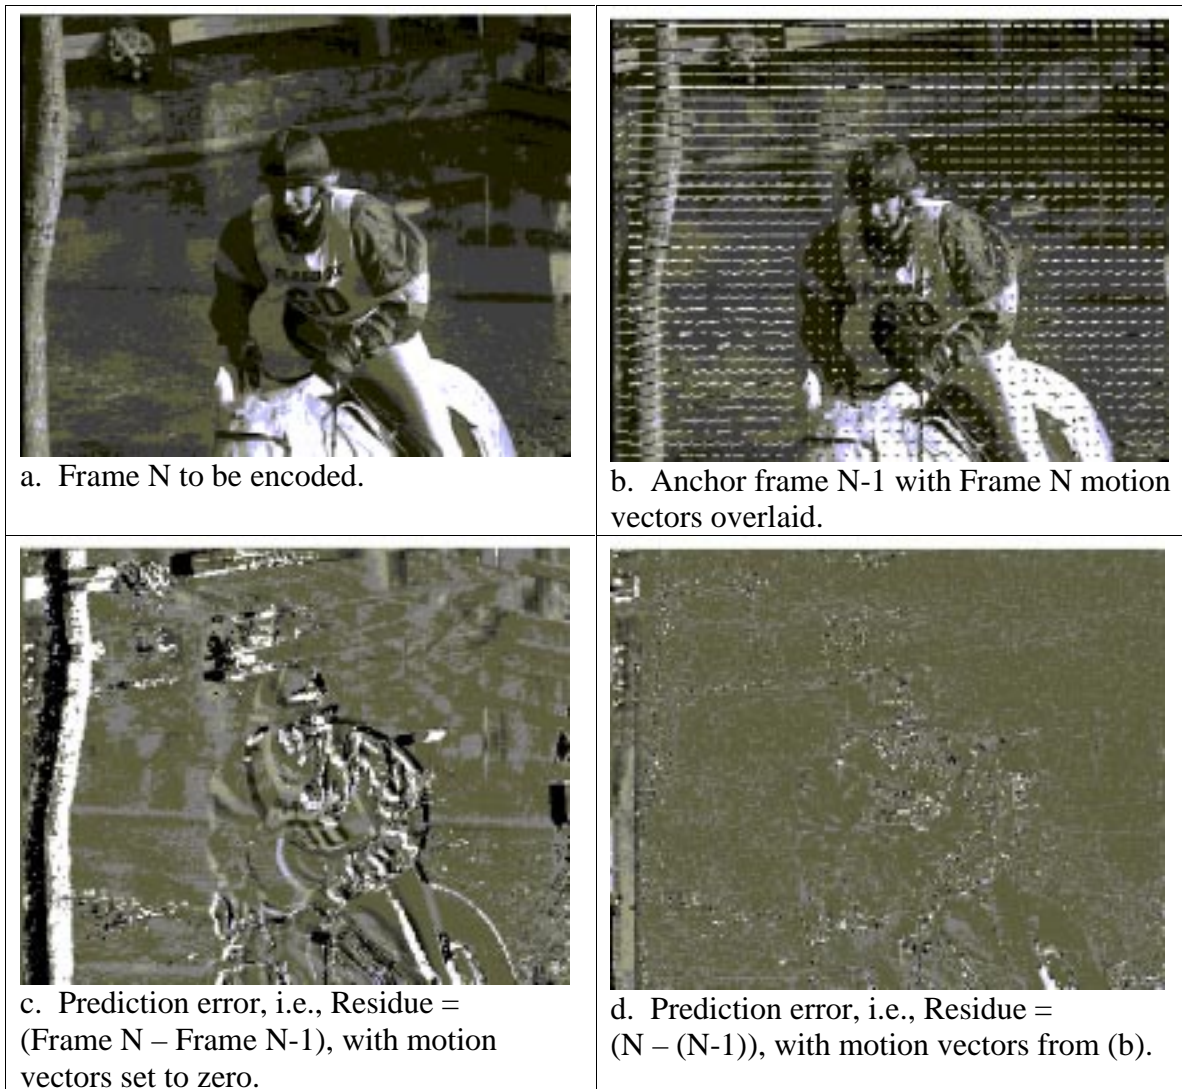 60
a. Frame N to be encoded.
b. Anchor frame N-1 with Frame N motion
vectors overlaid.
c. Prediction error, i.e., Residue =
(Frame N – Frame N-1), with motion
vectors set to zero.
d. Prediction error, i.e., Residue =
(N – (N-1)), with motion vectors from (b).